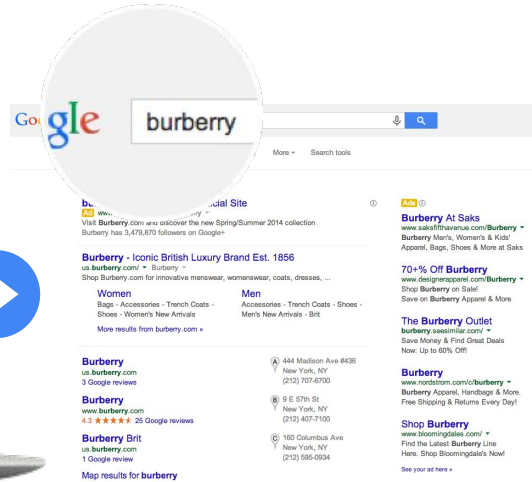 Go gle
burberry
More Search tools
bu cial Site
Ad www. ry
Visit Burberry.com and discover the new Spring/Summer 2014 collection
Burberry has 3,479,870 followers on Google+
Burberry - Iconic British Luxury Brand Est. 1856
us.burberry.com/ Burberry
Shop Burberry.com for innovative menswear, womenswear, coats, dresses, ...
Women
Bags - Accessories - Trench Coats -
Shoes - Women's New Arrivals
Men
Accessories - Trench Coats - Shoes -
Men's New Arrivals - Brit
More results from burberry.com »
Burberry
us.burberry.com
3 Google reviews
A 444 Madison Ave #436
New York, NY
(212) 707-6700
Burberry
www.burberry.com
4.3 ★★★★★ 25 Google reviews
B 9 E 57th St
New York, NY
(212) 407-7100
Burberry Brit
us.burberry.com
1 Google review
C 160 Columbus Ave
New York, NY
(212) 595-0934
Map results for burberry
Ads
Burberry At Saks
www.saksfifthavenue.com/Burberry
Burberry Men's, Women's & Kids'
Apparel, Bags, Shoes & More at Saks
70+% Off Burberry
www.designerapparel.com/Burberry
Shop Burberry on Sale!
Save on Burberry Apparel & More
The Burberry Outlet
burberry.seesimilar.com/
Save Money & Find Great Deals
Now: Up to 60% Off!
Burberry
www.nordstrom.com/c/burberry
Burberry Apparel, Handbags & More.
Free Shipping & Returns Every Day!
Shop Burberry
www.bloomingdales.com/
Find the Latest Burberry Line
Here. Shop Bloomingdale's Now!
See your ad here »